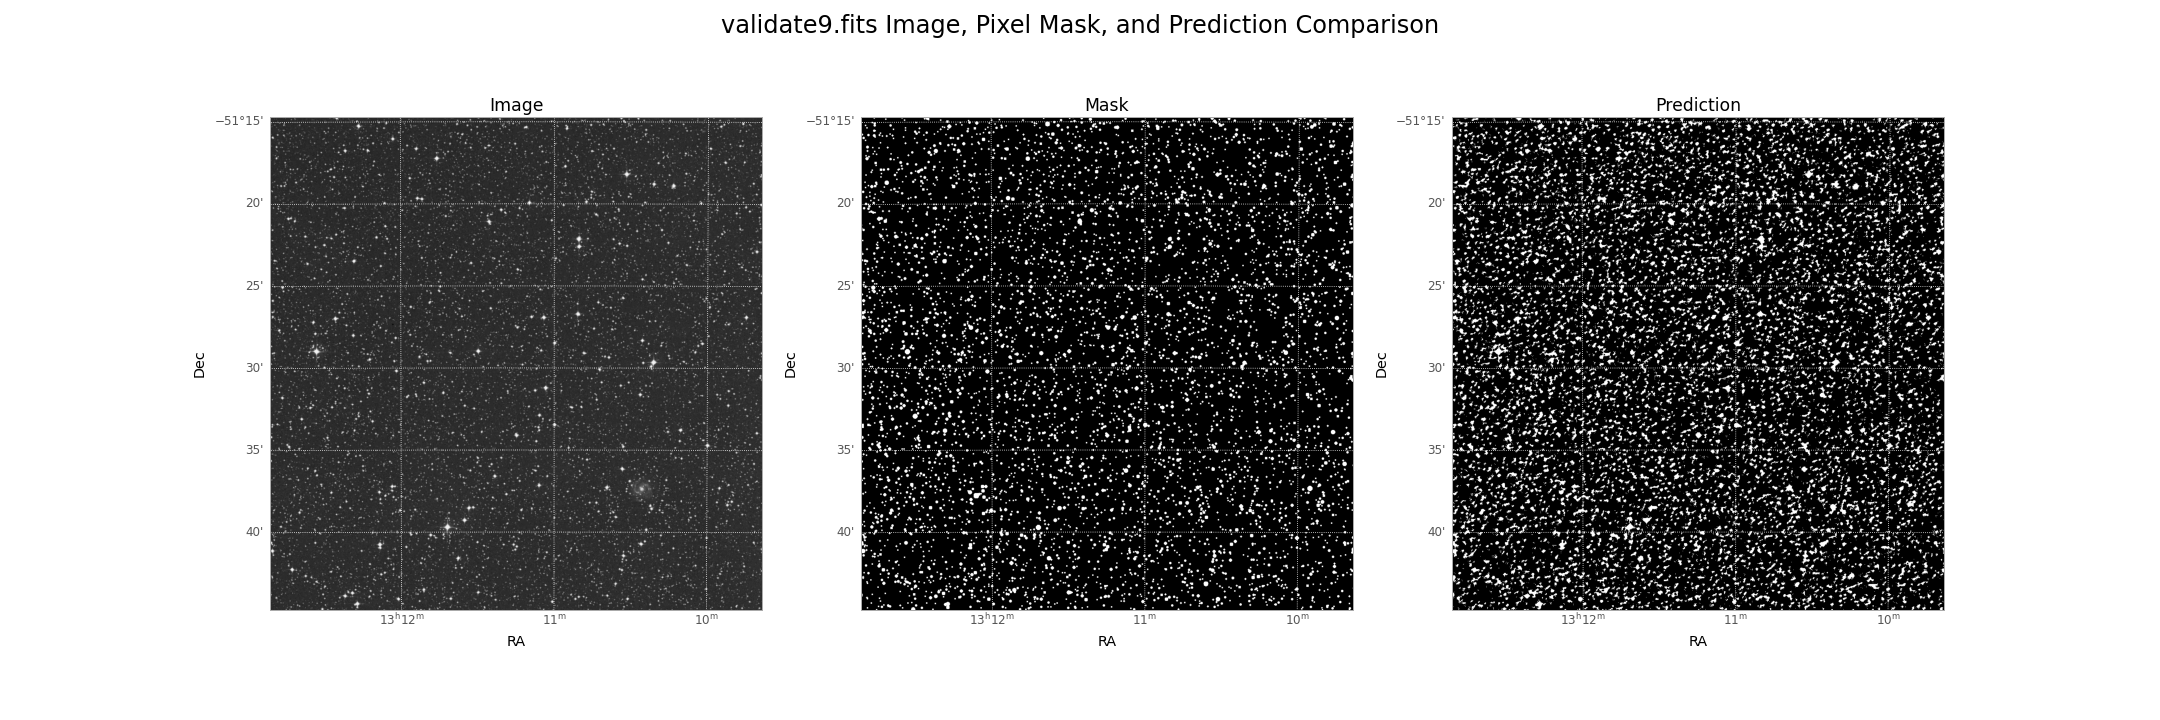 validate9.fits Image, Pixel Mask, and Prediction Comparison
Image
−51°15'
20'
25'
30'
35'
40'
Dec
13ʰ12ᵐ 11ᵐ 10ᵐ
RA
Mask
−51°15'
20'
25'
30'
35'
40'
Dec
13ʰ12ᵐ 11ᵐ 10ᵐ
RA
Prediction
−51°15'
20'
25'
30'
35'
40'
Dec
13ʰ12ᵐ 11ᵐ 10ᵐ
RA